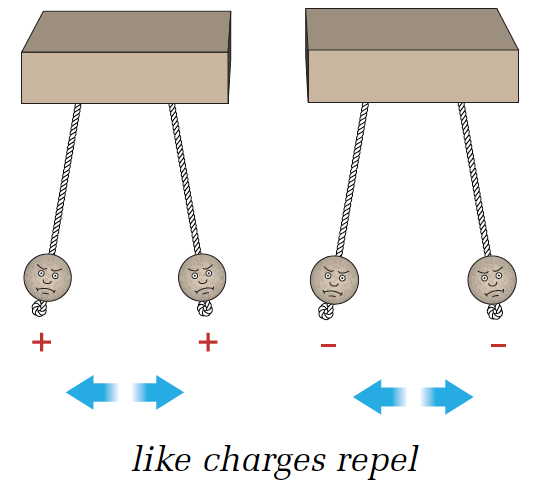 + + − −
like charges repel